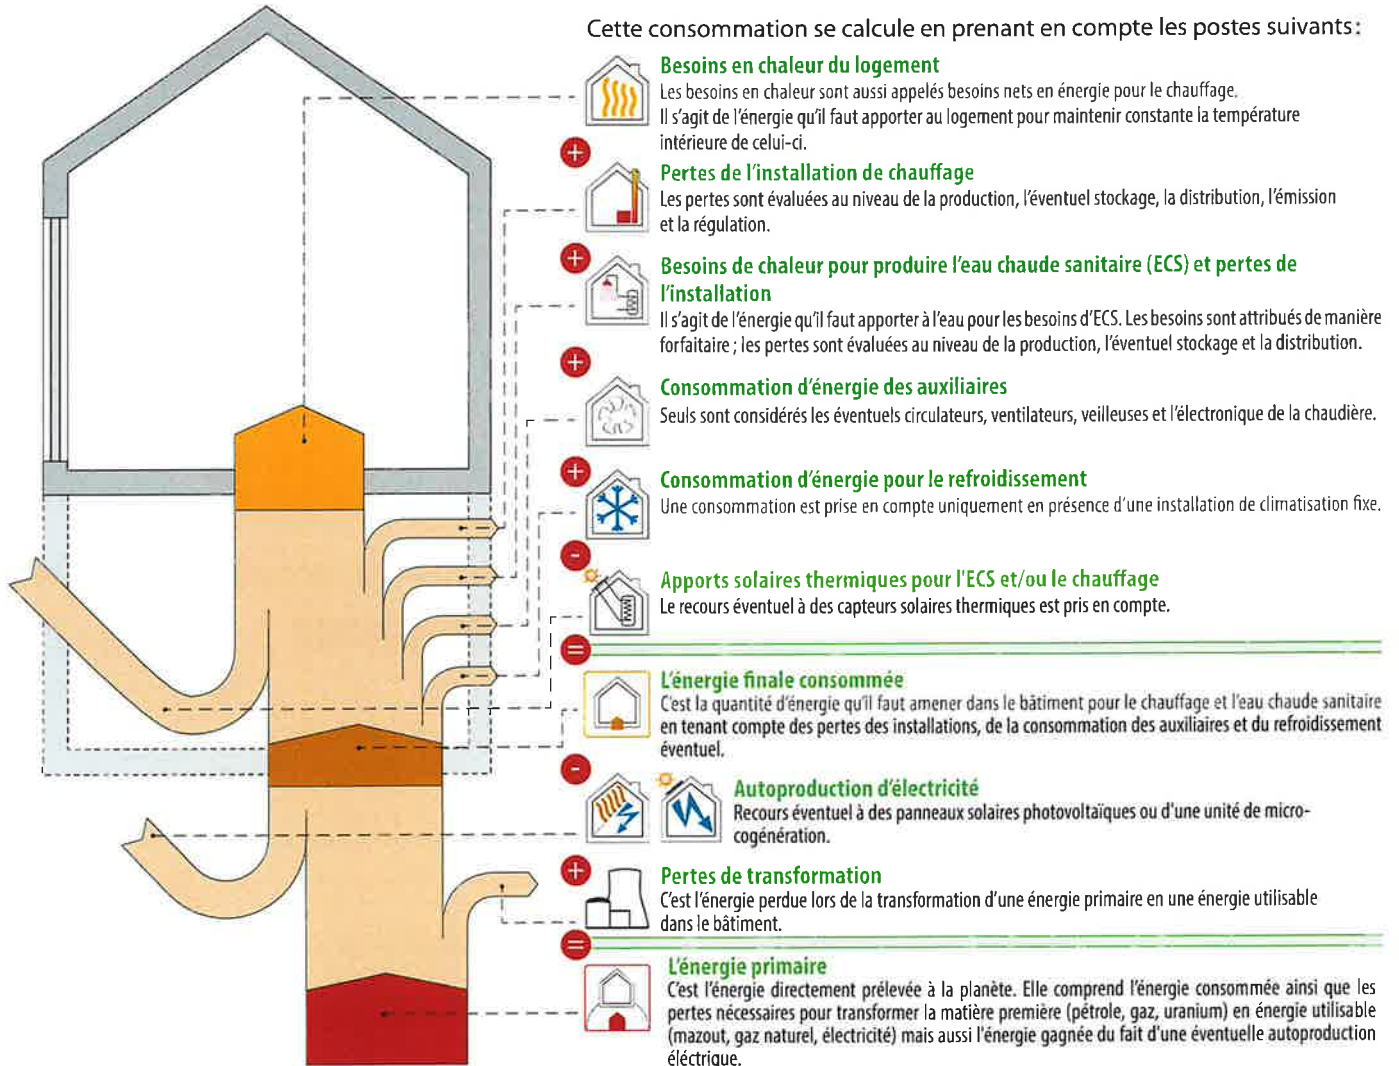 Cette consommation se calcule en prenant en compte les postes suivants:
Besoins en chaleur du logement
Les besoins en chaleur sont aussi appelés besoins nets en énergie pour le chauffage.
Il s'agit de l'énergie qu'il faut apporter au logement pour maintenir constante la température
intérieure de celui-ci.
+
Pertes de l'installation de chauffage
Les pertes sont évaluées au niveau de la production, l'éventuel stockage, la distribution, l'émission
et la régulation.
+
Besoins de chaleur pour produire l'eau chaude sanitaire (ECS) et pertes de
l'installation
Il s'agit de l'énergie qu'il faut apporter à l'eau pour les besoins d'ECS. Les besoins sont attribués de manière
forfaitaire ; les pertes sont évaluées au niveau de la production, l'éventuel stockage et la distribution.
+
Consommation d'énergie des auxiliaires
Seuls sont considérés les éventuels circulateurs, ventilateurs, veilleuses et l'électronique de la chaudière.
+
Consommation d'énergie pour le refroidissement
Une consommation est prise en compte uniquement en présence d'une installation de climatisation fixe.
-
Apports solaires thermiques pour l'ECS et/ou le chauffage
Le recours éventuel à des capteurs solaires thermiques est pris en compte.
=
L'énergie finale consommée
C'est la quantité d'énergie qu'il faut amener dans le bâtiment pour le chauffage et l'eau chaude sanitaire
en tenant compte des pertes des installations, de la consommation des auxiliaires et du refroidissement
éventuel.
-
Autoproduction d'électricité
Recours éventuel à des panneaux solaires photovoltaïques ou d'une unité de micro-
cogénération.
+
Pertes de transformation
C'est l'énergie perdue lors de la transformation d'une énergie primaire en une énergie utilisable
dans le bâtiment.
=
L'énergie primaire
C'est l'énergie directement prélevée à la planète. Elle comprend l'énergie consommée ainsi que les
pertes nécessaires pour transformer la matière première (pétrole, gaz, uranium) en énergie utilisable
(mazout, gaz naturel, électricité) mais aussi l'énergie gagnée du fait d'une éventuelle autoproduction
éléctrique.